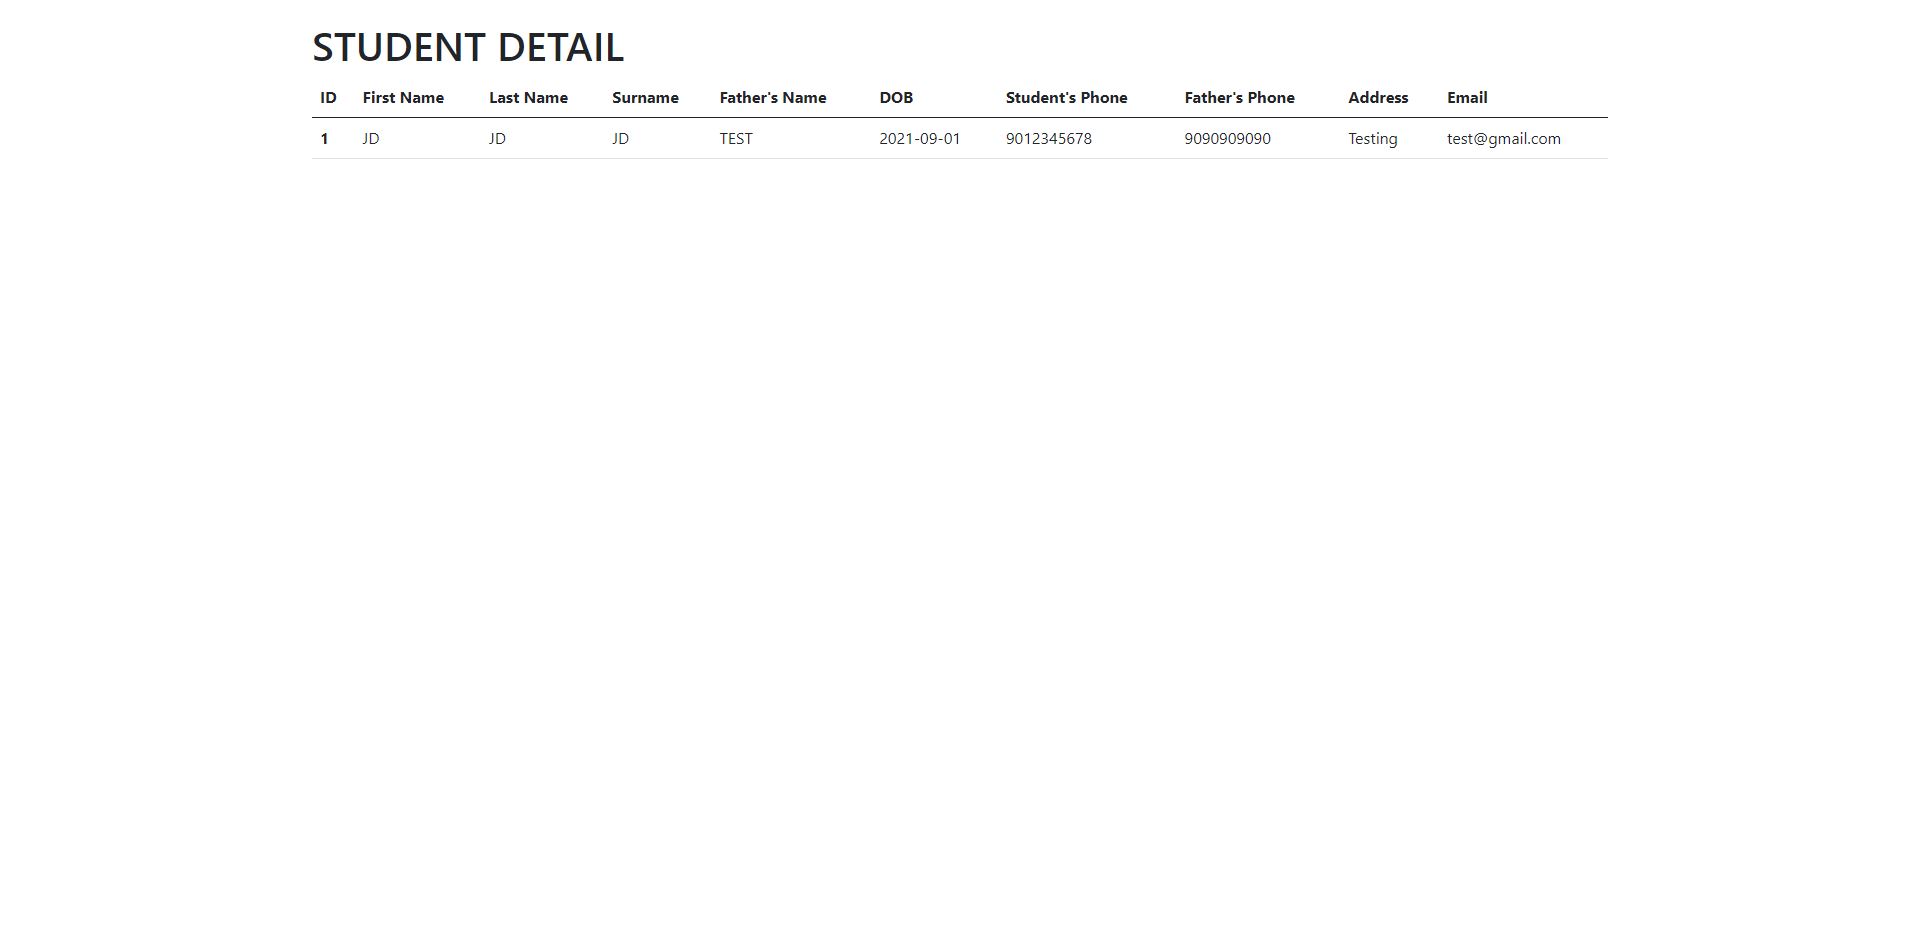 STUDENT DETAIL
ID First Name Last Name Surname Father's Name DOB Student's Phone Father's Phone Address Email
1 JD JD JD TEST 2021-09-01 9012345678 9090909090 Testing test@gmail.com